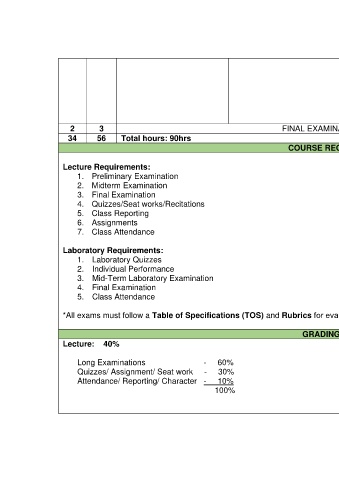 2 3 FINAL EXAMINA
34 56 Total hours: 90hrs
COURSE REQ
Lecture Requirements:
1. Preliminary Examination
2. Midterm Examination
3. Final Examination
4. Quizzes/Seat works/Recitations
5. Class Reporting
6. Assignments
7. Class Attendance
Laboratory Requirements:
1. Laboratory Quizzes
2. Individual Performance
3. Mid-Term Laboratory Examination
4. Final Examination
5. Class Attendance
*All exams must follow a Table of Specifications (TOS) and Rubrics for eva
GRADING
Lecture: 40%
Long Examinations - 60%
Quizzes/ Assignment/ Seat work - 30%
Attendance/ Reporting/ Character - 10%
100%